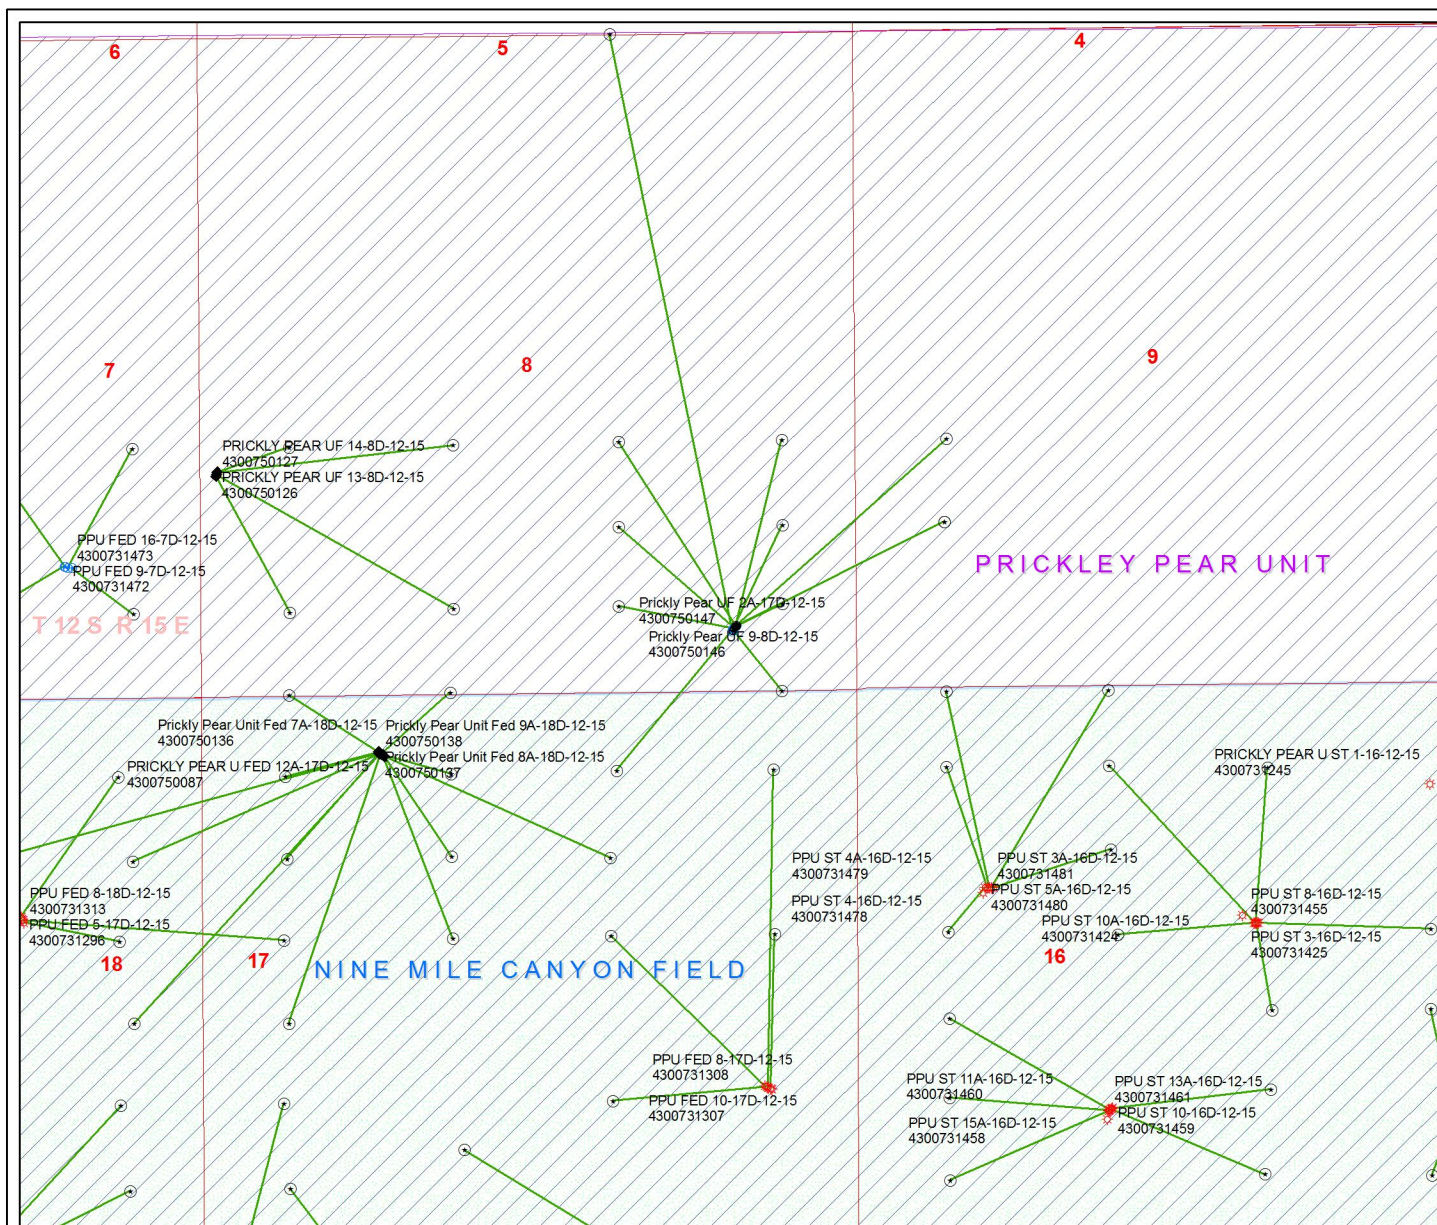 6
5
4
7
8
9
PRICKLY PEAR UF 14-8D-12-15
4300750127
PRICKLY PEAR UF 13-8D-12-15
4300750126
PPU FED 16-7D-12-15
4300731473
PPU FED 9-7D-12-15
4300731472
PRICKLEY PEAR UNIT
T 12 S R 15 E
Prickly Pear UF 2A-17D-12-15
4300750147
Prickly Pear UF 9-8D-12-15
4300750146
Prickly Pear Unit Fed 7A-18D-12-15
4300750136
Prickly Pear Unit Fed 9A-18D-12-15
4300750138
Prickly Pear Unit Fed 8A-18D-12-15
4300750137
PRICKLY PEAR U FED 12A-17D-12-15
4300750087
PRICKLY PEAR U ST 1-16-12-15
4300731245
PPU ST 4A-16D-12-15
4300731479
PPU ST 3A-16D-12-15
4300731481
PPU FED 8-18D-12-15
4300731313
PPU ST 4-16D-12-15
4300731478
PPU ST 5A-16D-12-15
4300731480
PPU ST 8-16D-12-15
4300731455
PPU FED 5-17D-12-15
4300731296
PPU ST 10A-16D-12-15
4300731424
PPU ST 3-16D-12-15
4300731425
18
17
16
NINE MILE CANYON FIELD
PPU FED 8-17D-12-15
4300731308
PPU FED 10-17D-12-15
4300731307
PPU ST 11A-16D-12-15
4300731460
PPU ST 13A-16D-12-15
4300731461
PPU ST 15A-16D-12-15
4300731458
PPU ST 10-16D-12-15
4300731459